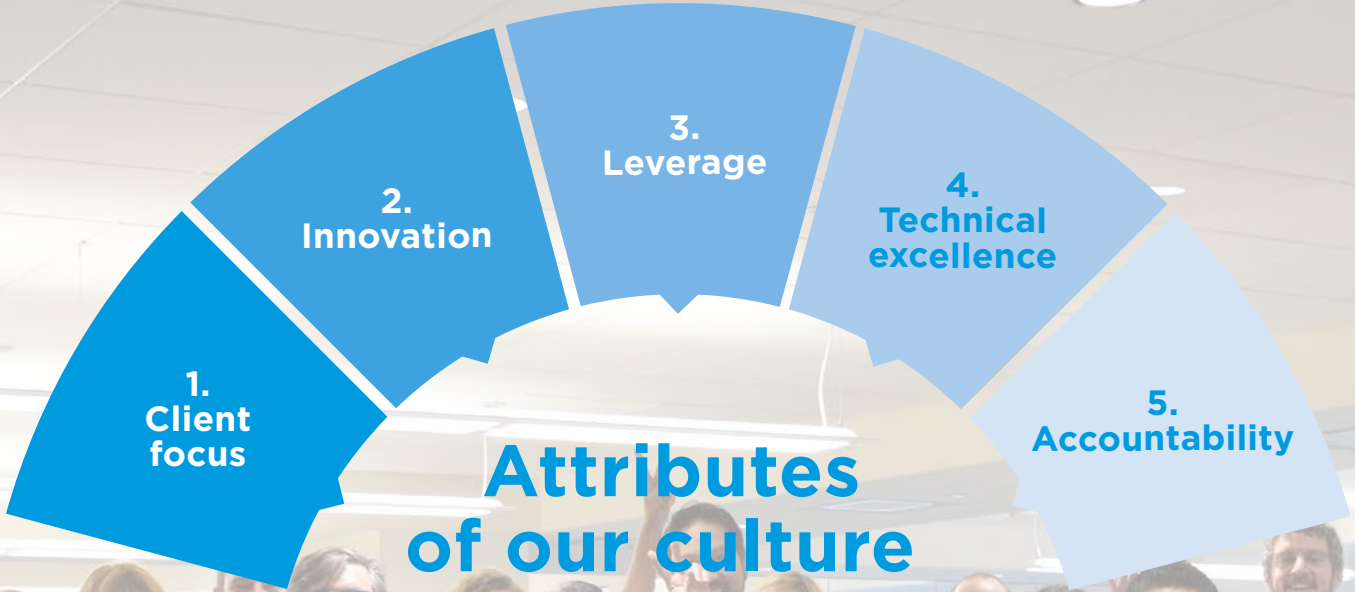 1.
Client
focus
2.
Innovation
3.
Leverage
4.
Technical
excellence
5.
Accountability
Attributes
of our culture